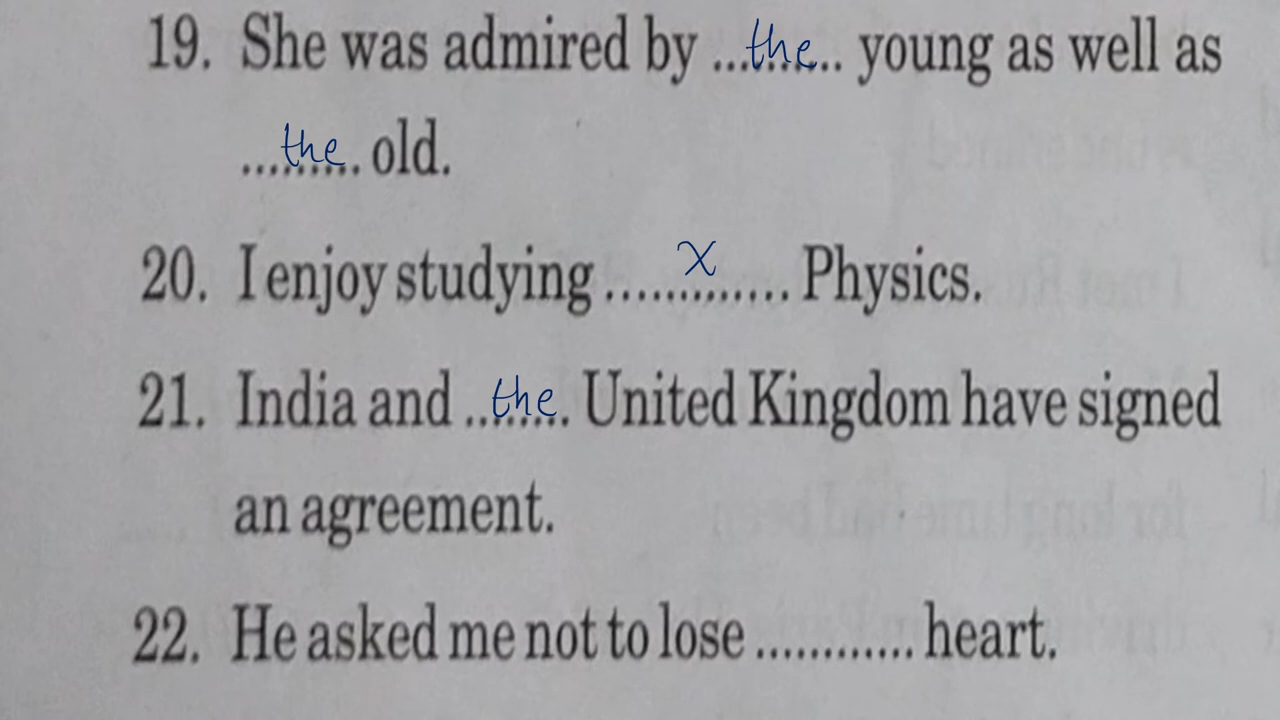 19. She was admired by ...the... young as well as
...the... old.
20. I enjoy studying ......x...... Physics.
21. India and ...the... United Kingdom have signed
an agreement.
22. He asked me not to lose ............ heart.